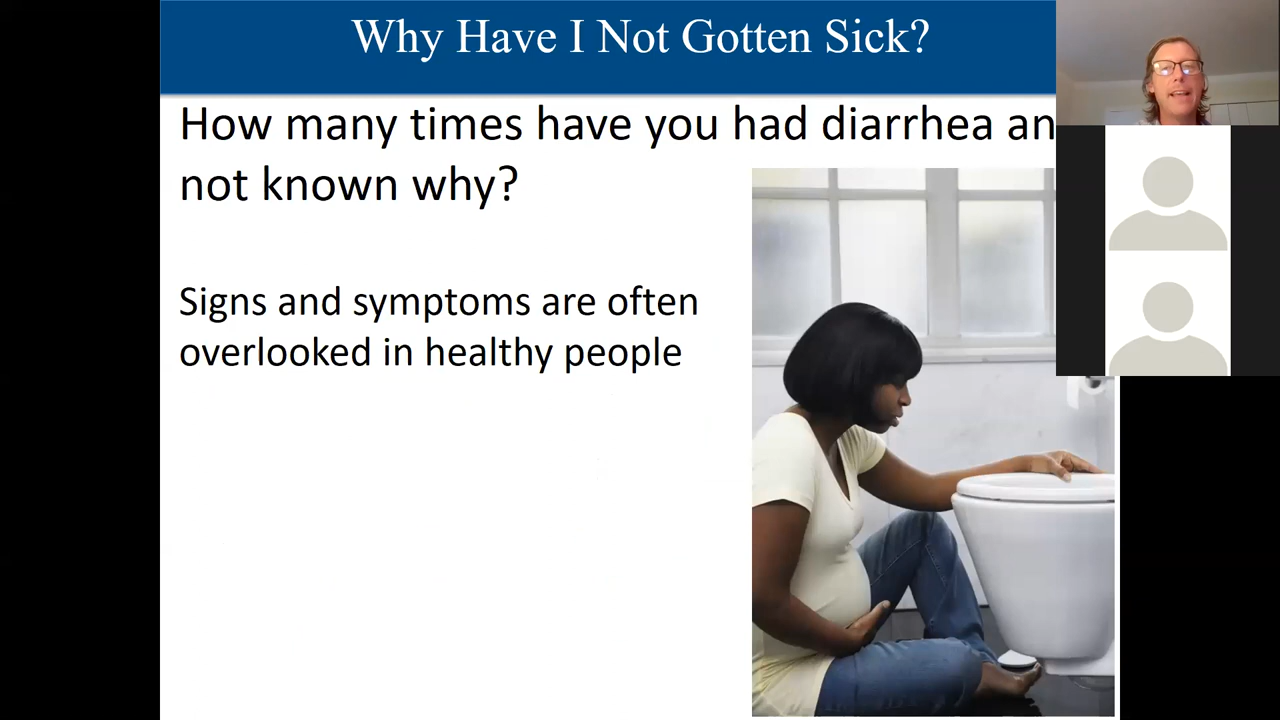 Why Have I Not Gotten Sick?
How many times have you had diarrhea an
not known why?
Signs and symptoms are often
overlooked in healthy people